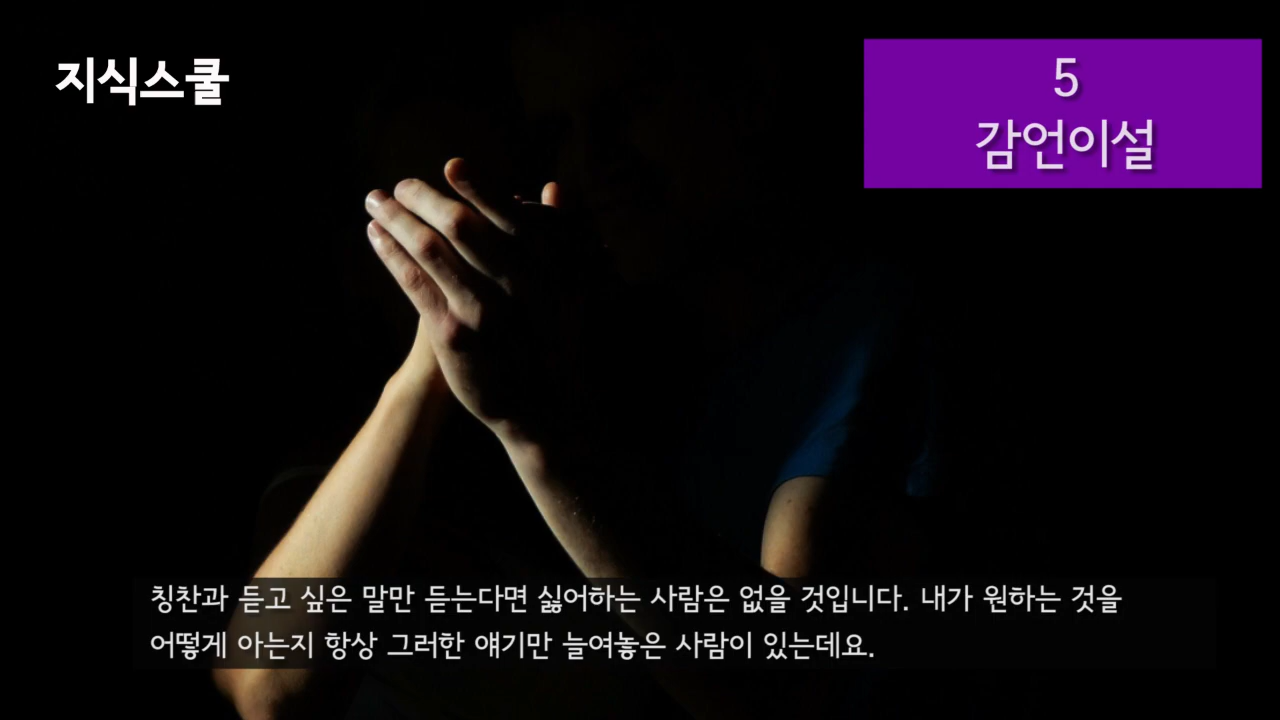 지식스쿨
5
감언이설
칭찬과 듣고 싶은 말만 듣는다면 싫어하는 사람은 없을 것입니다. 내가 원하는 것을
어떻게 아는지 항상 그러한 얘기만 늘여놓은 사람이 있는데요.